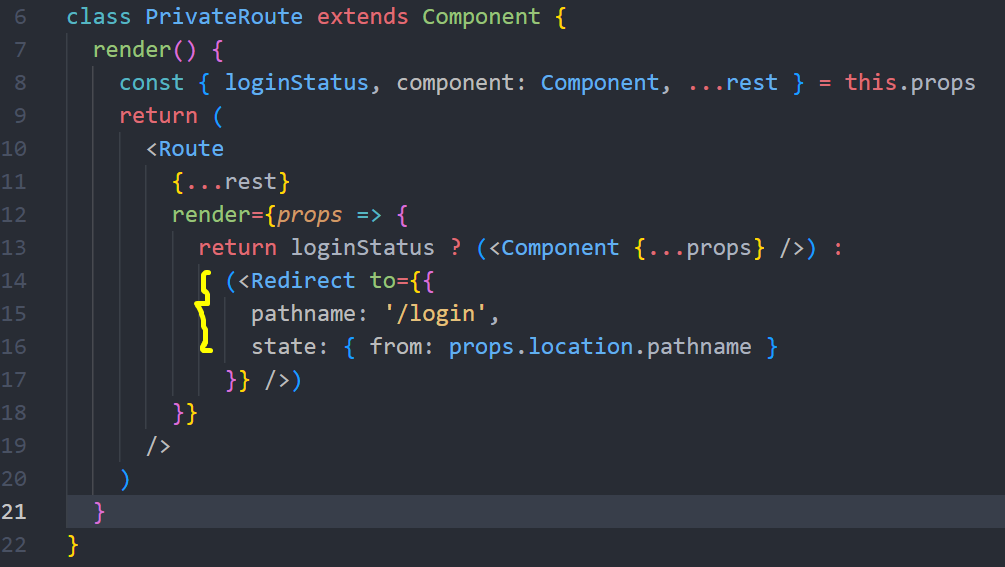 6 class PrivateRoute extends Component {
7 render() {
8 const { loginStatus, component: Component, ...rest } = this.props
9 return (
10 <Route
11 {...rest}
12 render={props => {
13 return loginStatus ? (<Component {...props} />) :
14 (<Redirect to={{
15 pathname: '/login',
16 state: { from: props.location.pathname }
17 }} />)
18 }}
19 />
20 )
21 }
22 }